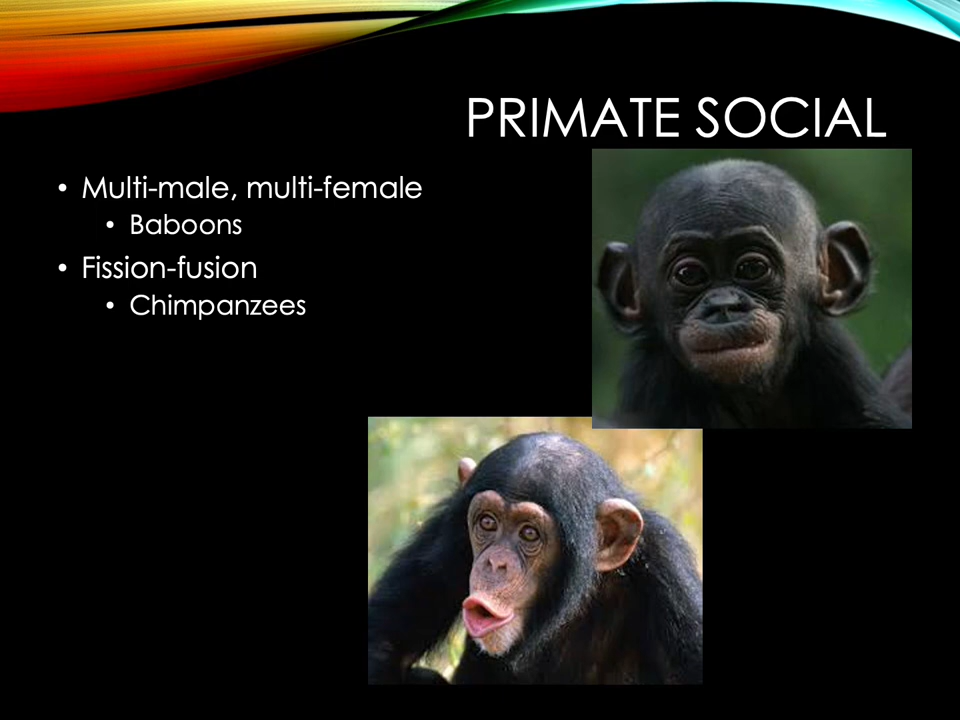 PRIMATE SOCIAL
• Multi-male, multi-female
• Baboons
• Fission-fusion
• Chimpanzees